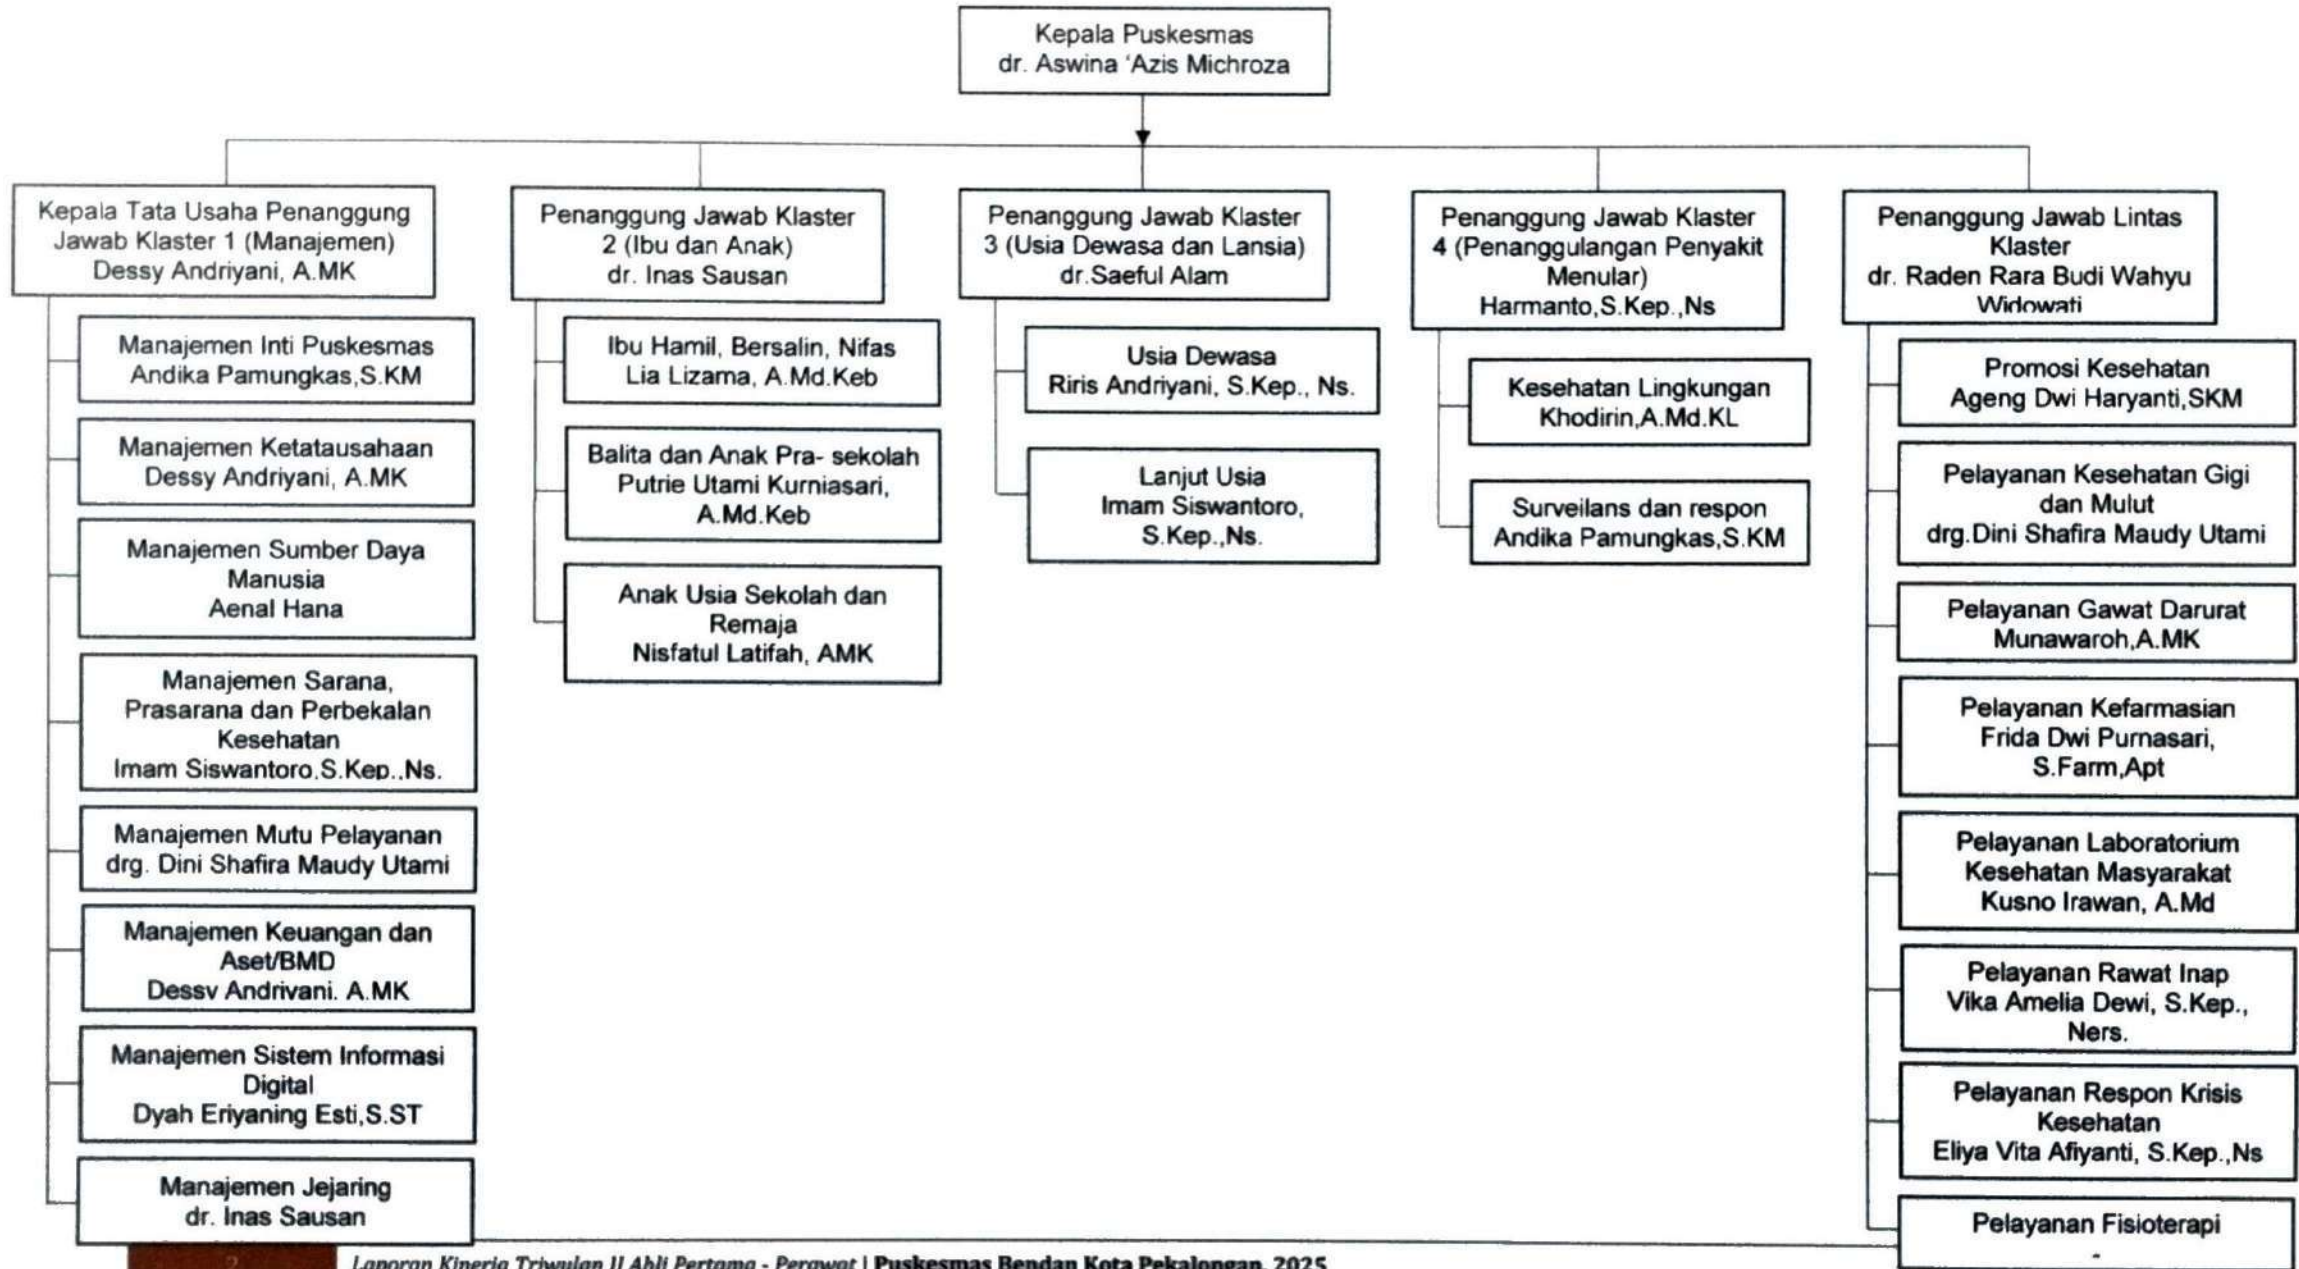 Kepala Puskesmas
dr. Aswina 'Azis Michroza
Kepala Tata Usaha Penanggung
Jawab Klaster 1 (Manajemen)
Dessy Andriyani, A.MK
Manajemen Inti Puskesmas
Andika Pamungkas,S.KM
Manajemen Ketatausahaan
Dessy Andriyani, A.MK
Manajemen Sumber Daya
Manusia
Aenal Hana
Manajemen Sarana,
Prasarana dan Perbekalan
Kesehatan
Imam Siswantoro,S.Kep.,Ns.
Manajemen Mutu Pelayanan
drg. Dini Shafira Maudy Utami
Manajemen Keuangan dan
Aset/BMD
Dessy Andriyani. A.MK
Manajemen Sistem Informasi
Digital
Dyah Eriyaning Esti,S.ST
Manajemen Jejaring
dr. Inas Sausan
Penanggung Jawab Klaster
2 (Ibu dan Anak)
dr. Inas Sausan
Ibu Hamil, Bersalin, Nifas
Lia Lizama, A.Md.Keb
Balita dan Anak Pra- sekolah
Putrie Utami Kurniasari,
A.Md.Keb
Anak Usia Sekolah dan
Remaja
Nisfatul Latifah, AMK
Penanggung Jawab Klaster
3 (Usia Dewasa dan Lansia)
dr.Saeful Alam
Usia Dewasa
Riris Andriyani, S.Kep., Ns.
Lanjut Usia
Imam Siswantoro,
S.Kep.,Ns.
Penanggung Jawab Klaster
4 (Penanggulangan Penyakit
Menular)
Harmanto,S.Kep.,Ns
Kesehatan Lingkungan
Khodirin,A.Md.KL
Surveilans dan respon
Andika Pamungkas,S.KM
Penanggung Jawab Lintas
Klaster
dr. Raden Rara Budi Wahyu
Widowati
Promosi Kesehatan
Ageng Dwi Haryanti,SKM
Pelayanan Kesehatan Gigi
dan Mulut
drg.Dini Shafira Maudy Utami
Pelayanan Gawat Darurat
Munawaroh,A.MK
Pelayanan Kefarmasian
Frida Dwi Purnasari,
S.Farm,Apt
Pelayanan Laboratorium
Kesehatan Masyarakat
Kusno Irawan, A.Md
Pelayanan Rawat Inap
Vika Amelia Dewi, S.Kep.,
Ners.
Pelayanan Respon Krisis
Kesehatan
Eliya Vita Afiyanti, S.Kep.,Ns
Pelayanan Fisioterapi
-
2
Laporan Kinerja Triwulan II Ahli Pertama - Perawat | Puskesmas Bendan Kota Pekalongan, 2025